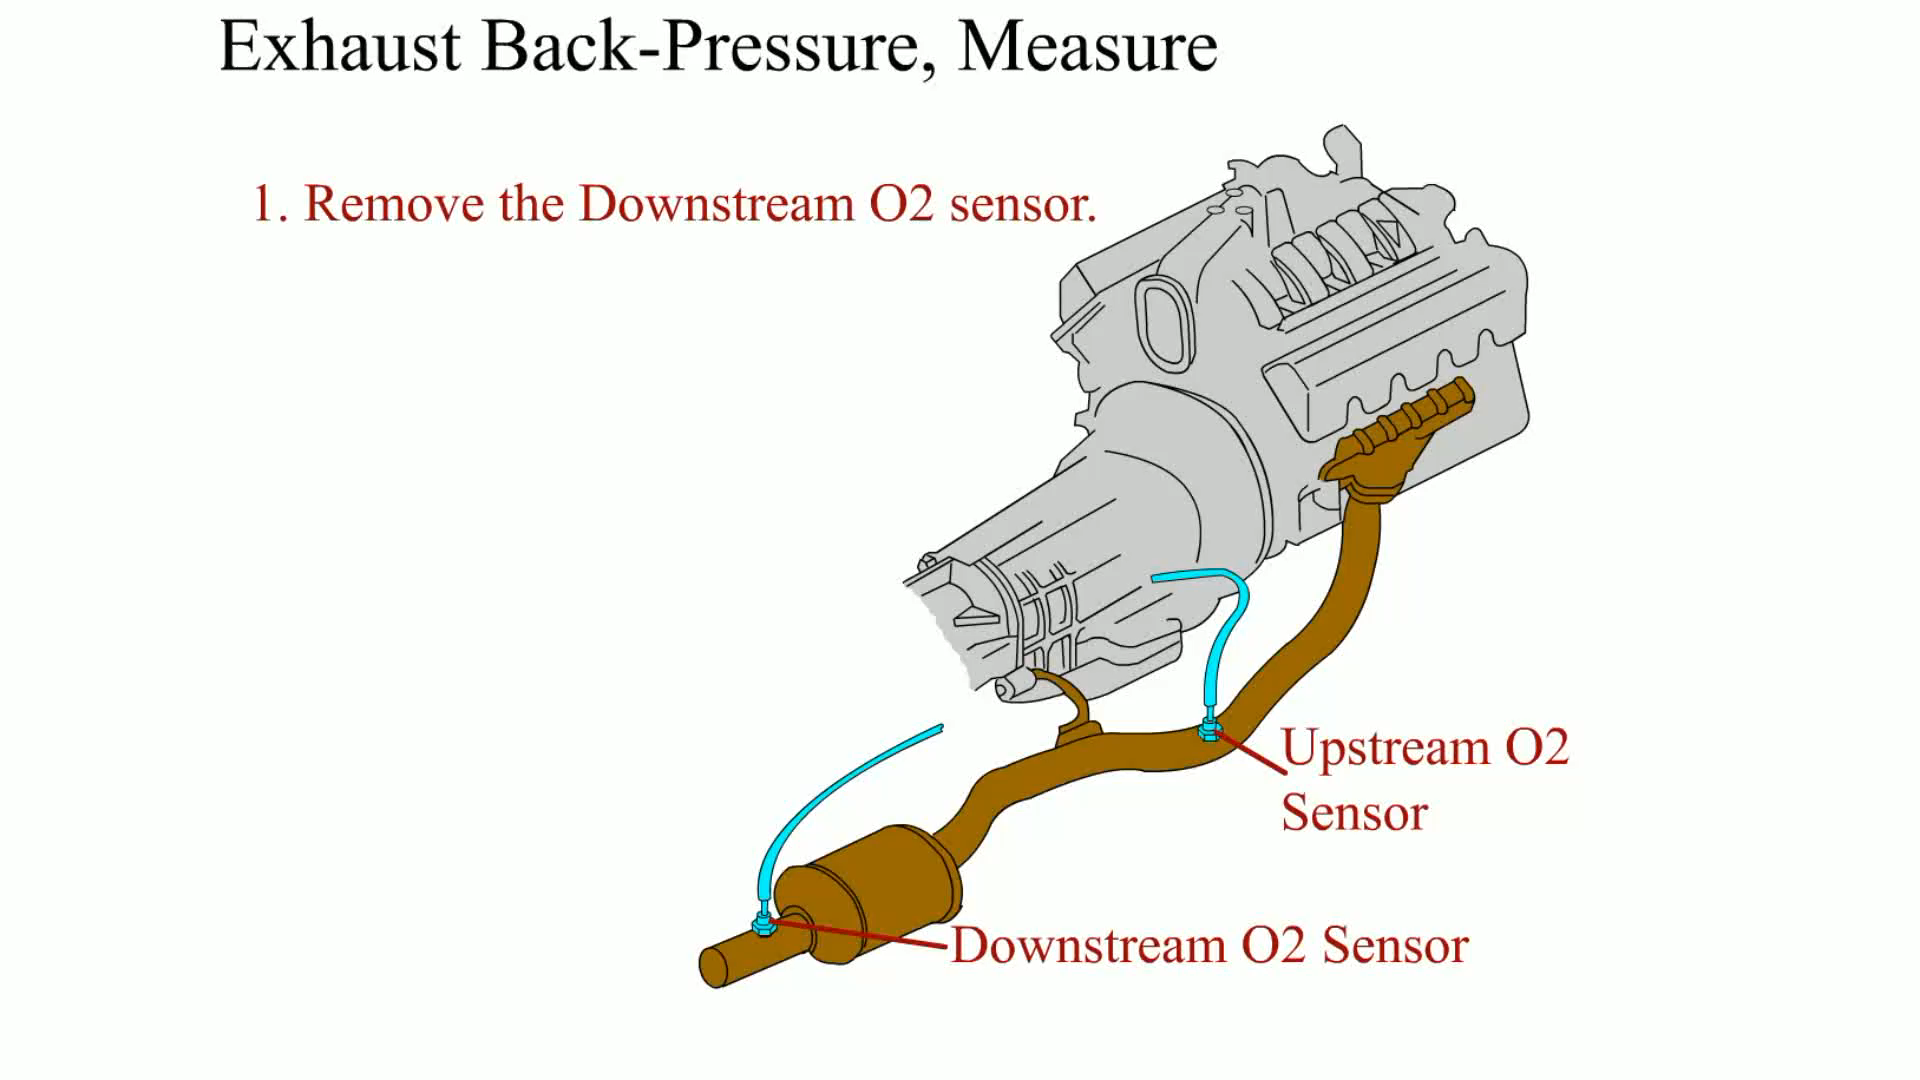 Exhaust Back-Pressure, Measure
1. Remove the Downstream O2 sensor.
Upstream O2
Sensor
Downstream O2 Sensor